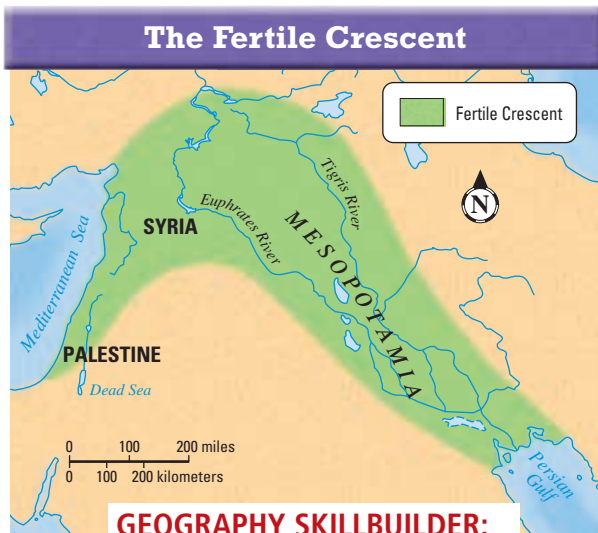 The Fertile Crescent
Fertile Crescent
N
Tigris River
Euphrates River
SYRIA
MESOPOTAMIA
Mediterranean Sea
PALESTINE
Dead Sea
0 100 200 miles
0 100 200 kilometers
Persian
Gulf
GEOGRAPHY SKILLBUILDER: